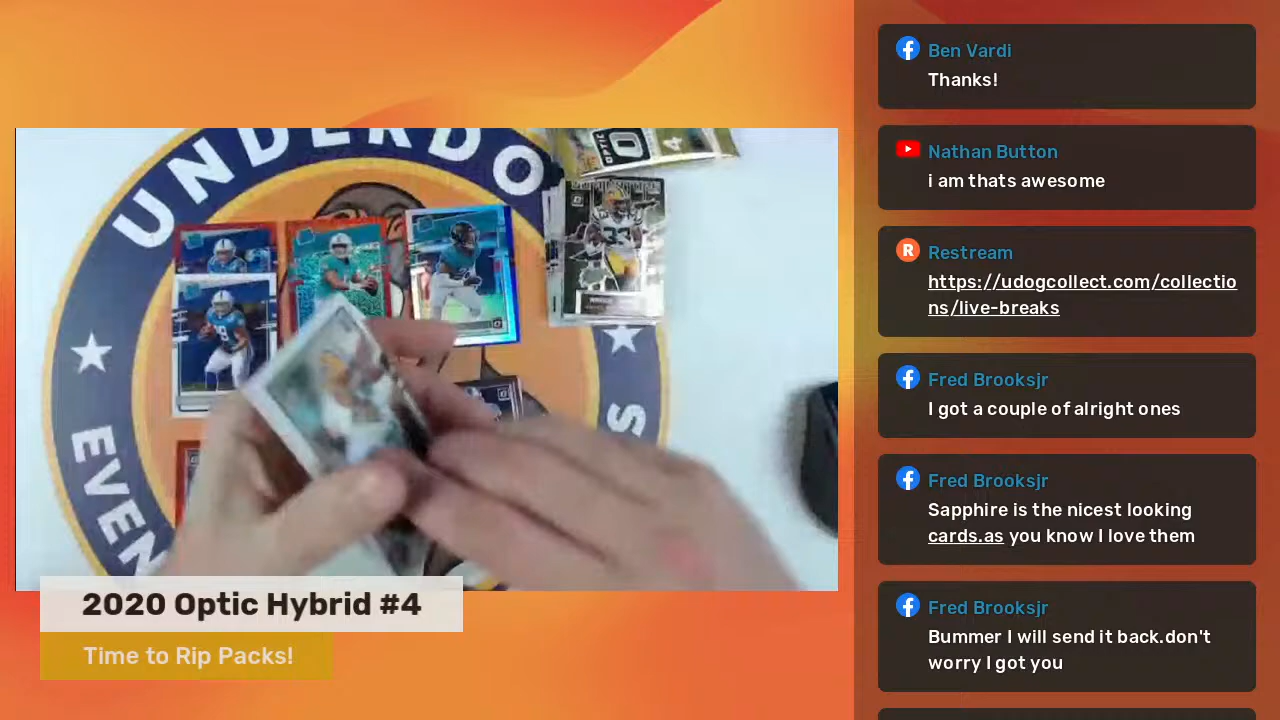 UNDERDO
EVEN
S
OPTIC
O
4
33
2020 Optic Hybrid #4
Time to Rip Packs!
Ben Vardi
Thanks!
Nathan Button
i am thats awesome
Restream
https://udogcollect.com/collectio
ns/live-breaks
Fred Brooksjr
I got a couple of alright ones
Fred Brooksjr
Sapphire is the nicest looking
cards.as you know I love them
Fred Brooksjr
Bummer I will send it back.don't
worry I got you